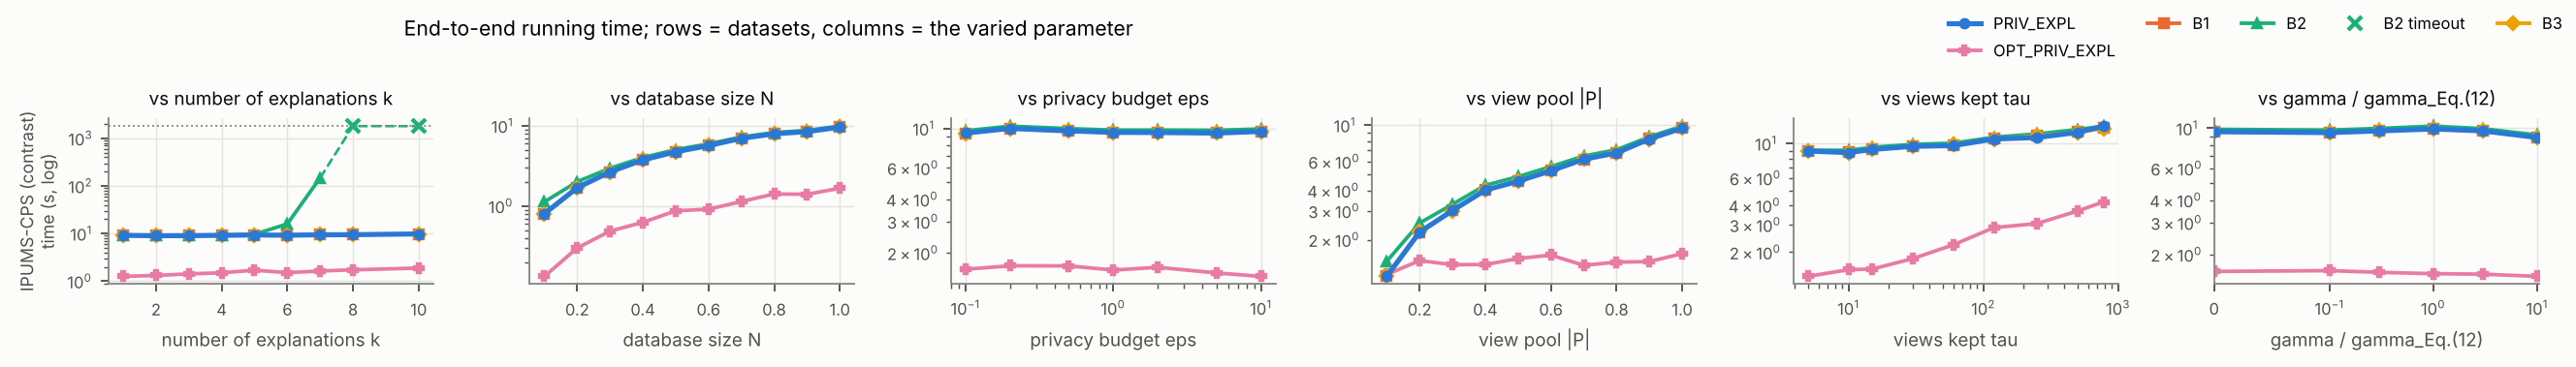 End-to-end running time; rows = datasets, columns = the varied parameter
PRIV_EXPL
B1
B2
B2 timeout
B3
OPT_PRIV_EXPL
vs number of explanations k
vs database size N
vs privacy budget eps
vs view pool |P|
vs views kept tau
vs gamma / gamma_Eq.(12)
IPUMS-CPS (contrast)
time (s, log)
10³
10²
10¹
10⁰
2 4 6 8 10
number of explanations k
10¹
10⁰
0.2 0.4 0.6 0.8 1.0
database size N
10¹
6 × 10⁰
4 × 10⁰
3 × 10⁰
2 × 10⁰
10⁻¹ 10⁰ 10¹
privacy budget eps
10¹
6 × 10⁰
4 × 10⁰
3 × 10⁰
2 × 10⁰
0.2 0.4 0.6 0.8 1.0
view pool |P|
10¹
6 × 10⁰
4 × 10⁰
3 × 10⁰
2 × 10⁰
10¹ 10² 10³
views kept tau
10¹
6 × 10⁰
4 × 10⁰
3 × 10⁰
2 × 10⁰
0 10⁻¹ 10⁰ 10¹
gamma / gamma_Eq.(12)